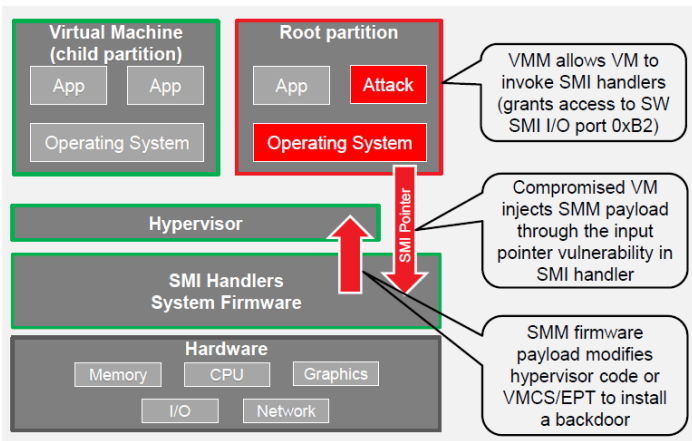 Virtual Machine
(child partition)
App
App
Operating System
Root partition
App
Attack
Operating System
VMM allows VM to
invoke SMI handlers
(grants access to SW
SMI I/O port 0xB2)
SMI Pointer
Compromised VM
injects SMM payload
through the input
pointer vulnerability in
SMI handler
Hypervisor
SMI Handlers
System Firmware
SMM firmware
payload modifies
hypervisor code or
VMCS/EPT to install
a backdoor
Hardware
Memory
CPU
Graphics
I/O
Network